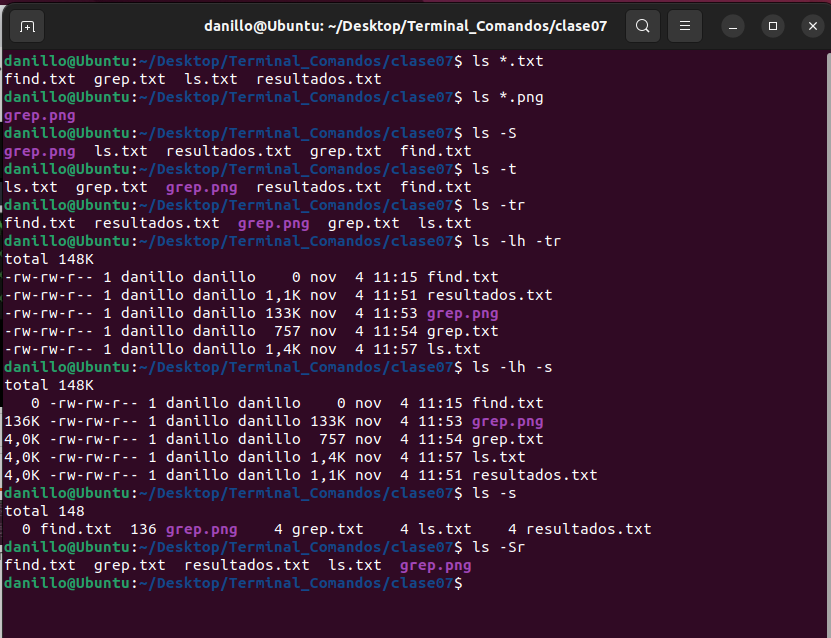 danillo@Ubuntu: ~/Desktop/Terminal_Comandos/clase07
danillo@Ubuntu:~/Desktop/Terminal_Comandos/clase07$ ls *.txt
find.txt  grep.txt  ls.txt  resultados.txt
danillo@Ubuntu:~/Desktop/Terminal_Comandos/clase07$ ls *.png
grep.png
danillo@Ubuntu:~/Desktop/Terminal_Comandos/clase07$ ls -S
grep.png  ls.txt  resultados.txt  grep.txt  find.txt
danillo@Ubuntu:~/Desktop/Terminal_Comandos/clase07$ ls -t
ls.txt  grep.txt  grep.png  resultados.txt  find.txt
danillo@Ubuntu:~/Desktop/Terminal_Comandos/clase07$ ls -tr
find.txt  resultados.txt  grep.png  grep.txt  ls.txt
danillo@Ubuntu:~/Desktop/Terminal_Comandos/clase07$ ls -lh -tr
total 148K
-rw-rw-r-- 1 danillo danillo    0 nov  4 11:15 find.txt
-rw-rw-r-- 1 danillo danillo 1,1K nov  4 11:51 resultados.txt
-rw-rw-r-- 1 danillo danillo 133K nov  4 11:53 grep.png
-rw-rw-r-- 1 danillo danillo  757 nov  4 11:54 grep.txt
-rw-rw-r-- 1 danillo danillo 1,4K nov  4 11:57 ls.txt
danillo@Ubuntu:~/Desktop/Terminal_Comandos/clase07$ ls -lh -s
total 148K
   0 -rw-rw-r-- 1 danillo danillo    0 nov  4 11:15 find.txt
136K -rw-rw-r-- 1 danillo danillo 133K nov  4 11:53 grep.png
4,0K -rw-rw-r-- 1 danillo danillo  757 nov  4 11:54 grep.txt
4,0K -rw-rw-r-- 1 danillo danillo 1,4K nov  4 11:57 ls.txt
4,0K -rw-rw-r-- 1 danillo danillo 1,1K nov  4 11:51 resultados.txt
danillo@Ubuntu:~/Desktop/Terminal_Comandos/clase07$ ls -s
total 148
  0 find.txt  136 grep.png    4 grep.txt    4 ls.txt    4 resultados.txt
danillo@Ubuntu:~/Desktop/Terminal_Comandos/clase07$ ls -Sr
find.txt  grep.txt  resultados.txt  ls.txt  grep.png
danillo@Ubuntu:~/Desktop/Terminal_Comandos/clase07$